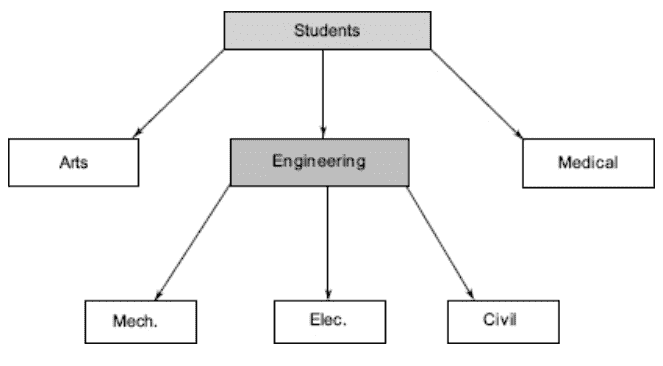 Students
Arts
Engineering
Medical
Mech.
Elec.
Civil